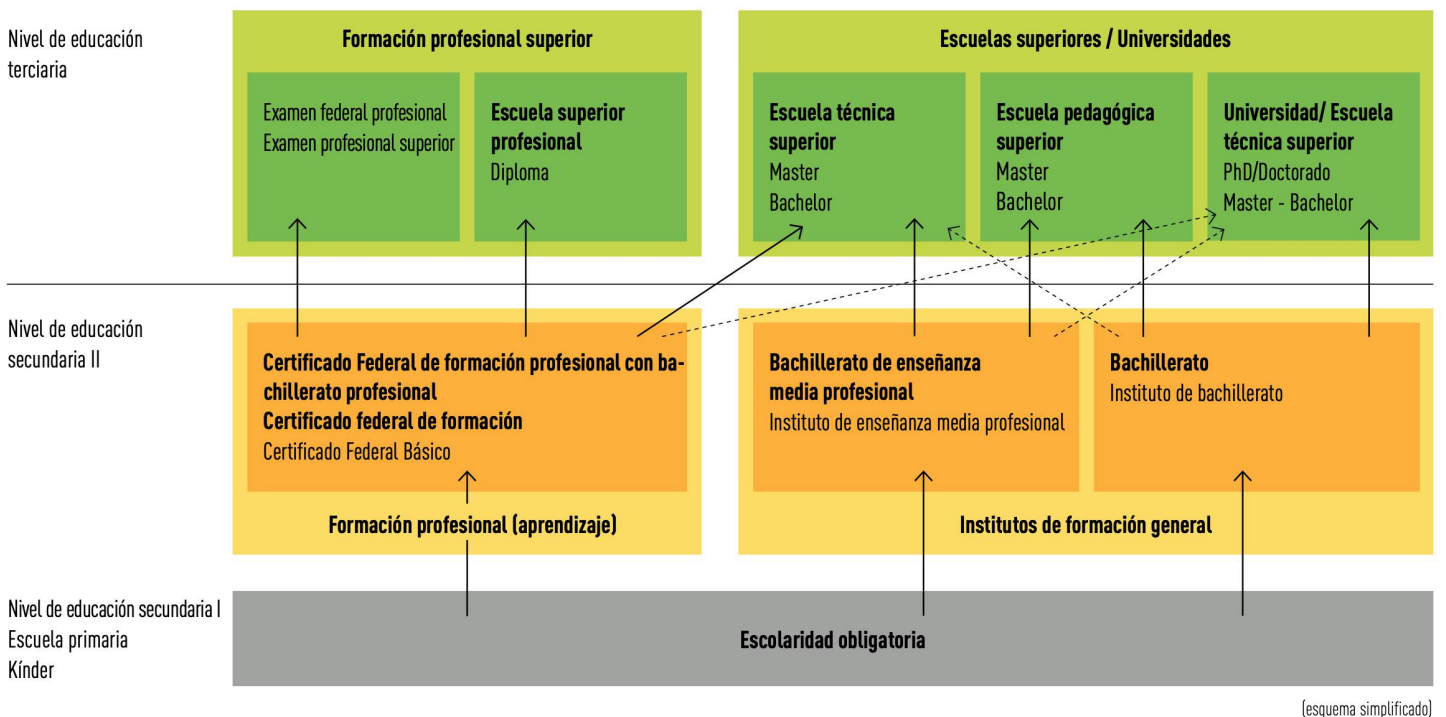 Nivel de educación
terciaria
Formación profesional superior
Examen federal profesional
Examen profesional superior
Escuela superior
profesional
Diploma
Escuelas superiores / Universidades
Escuela técnica
superior
Master
Bachelor
Escuela pedagógica
superior
Master
Bachelor
Universidad/ Escuela
técnica superior
PhD/Doctorado
Master - Bachelor
Nivel de educación
secundaria II
Certificado Federal de formación profesional con ba-
chillerato profesional
Certificado federal de formación
Certificado Federal Básico
Formación profesional (aprendizaje)
Bachillerato de enseñanza
media profesional
Instituto de enseñanza media profesional
Bachillerato
Instituto de bachillerato
Institutos de formación general
Nivel de educación secundaria I
Escuela primaria
Kínder
Escolaridad obligatoria
(esquema simplificado)